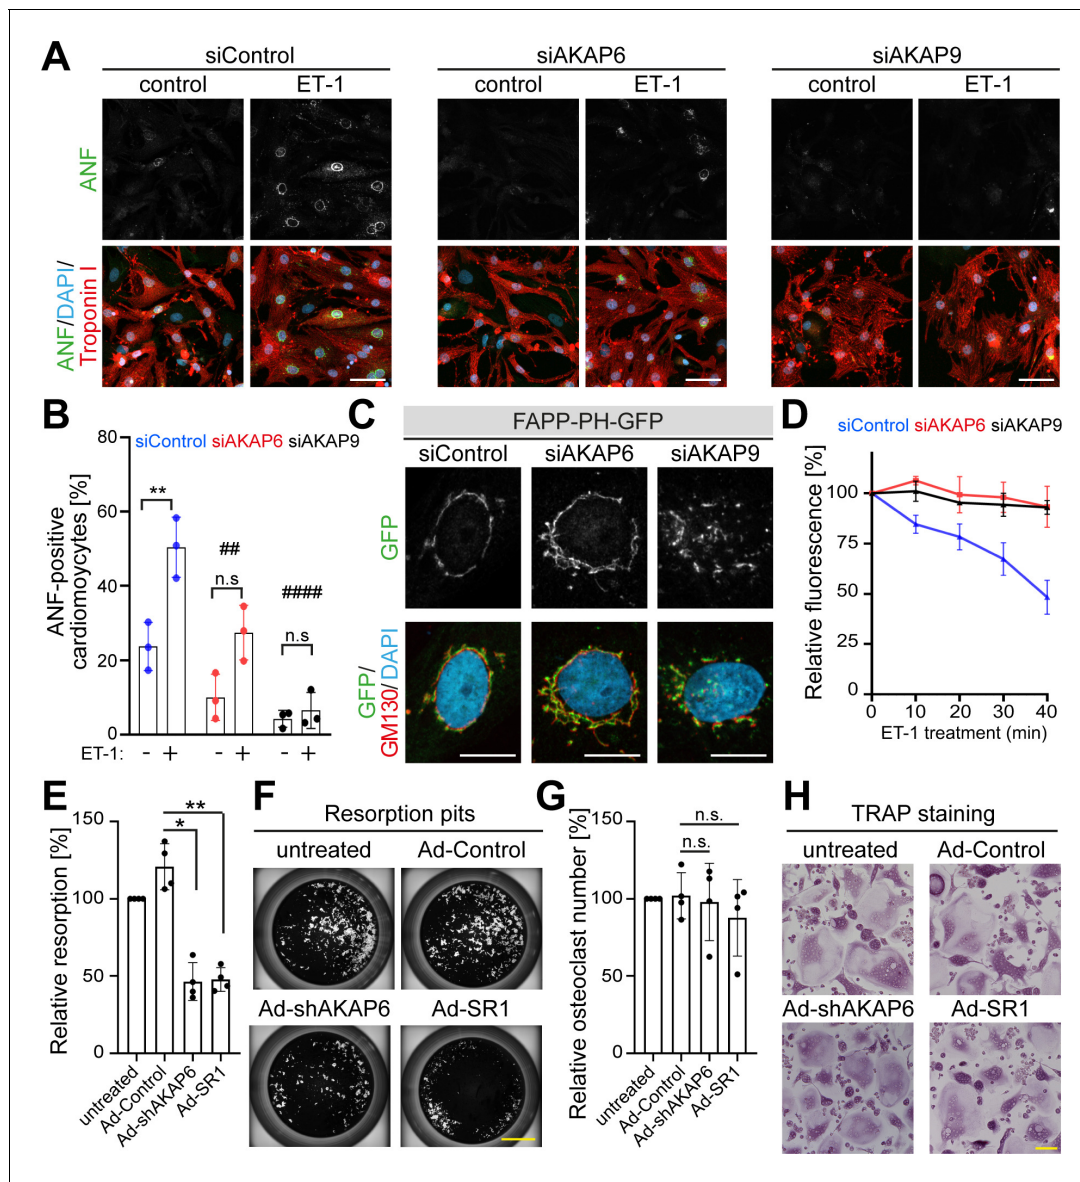 A
siControl
siAKAP6
siAKAP9
control
ET-1
control
ET-1
control
ET-1
ANF
ANF/DAPI/
Troponin I
B
80
60
40
20
0
ANF-positive
cardiomoycytes [%]
siControl siAKAP6 siAKAP9
**
##
n.s
####
n.s
ET-1: - + - + - +
C
FAPP-PH-GFP
siControl
siAKAP6
siAKAP9
GFP
GFP/
GM130/DAPI
D
siControl siAKAP6 siAKAP9
Relative fluorescence [%]
100
75
50
25
0
0 10 20 30 40
ET-1 treatment (min)
E
Relative resorption [%]
150
100
50
0
**
*
untreated
Ad-Control
Ad-shAKAP6
Ad-SR1
F
Resorption pits
untreated
Ad-Control
Ad-shAKAP6
Ad-SR1
G
Relative osteoclast number [%]
150
100
50
0
n.s.
n.s.
untreated
Ad-Control
Ad-shAKAP6
Ad-SR1
H
TRAP staining
untreated
Ad-Control
Ad-shAKAP6
Ad-SR1